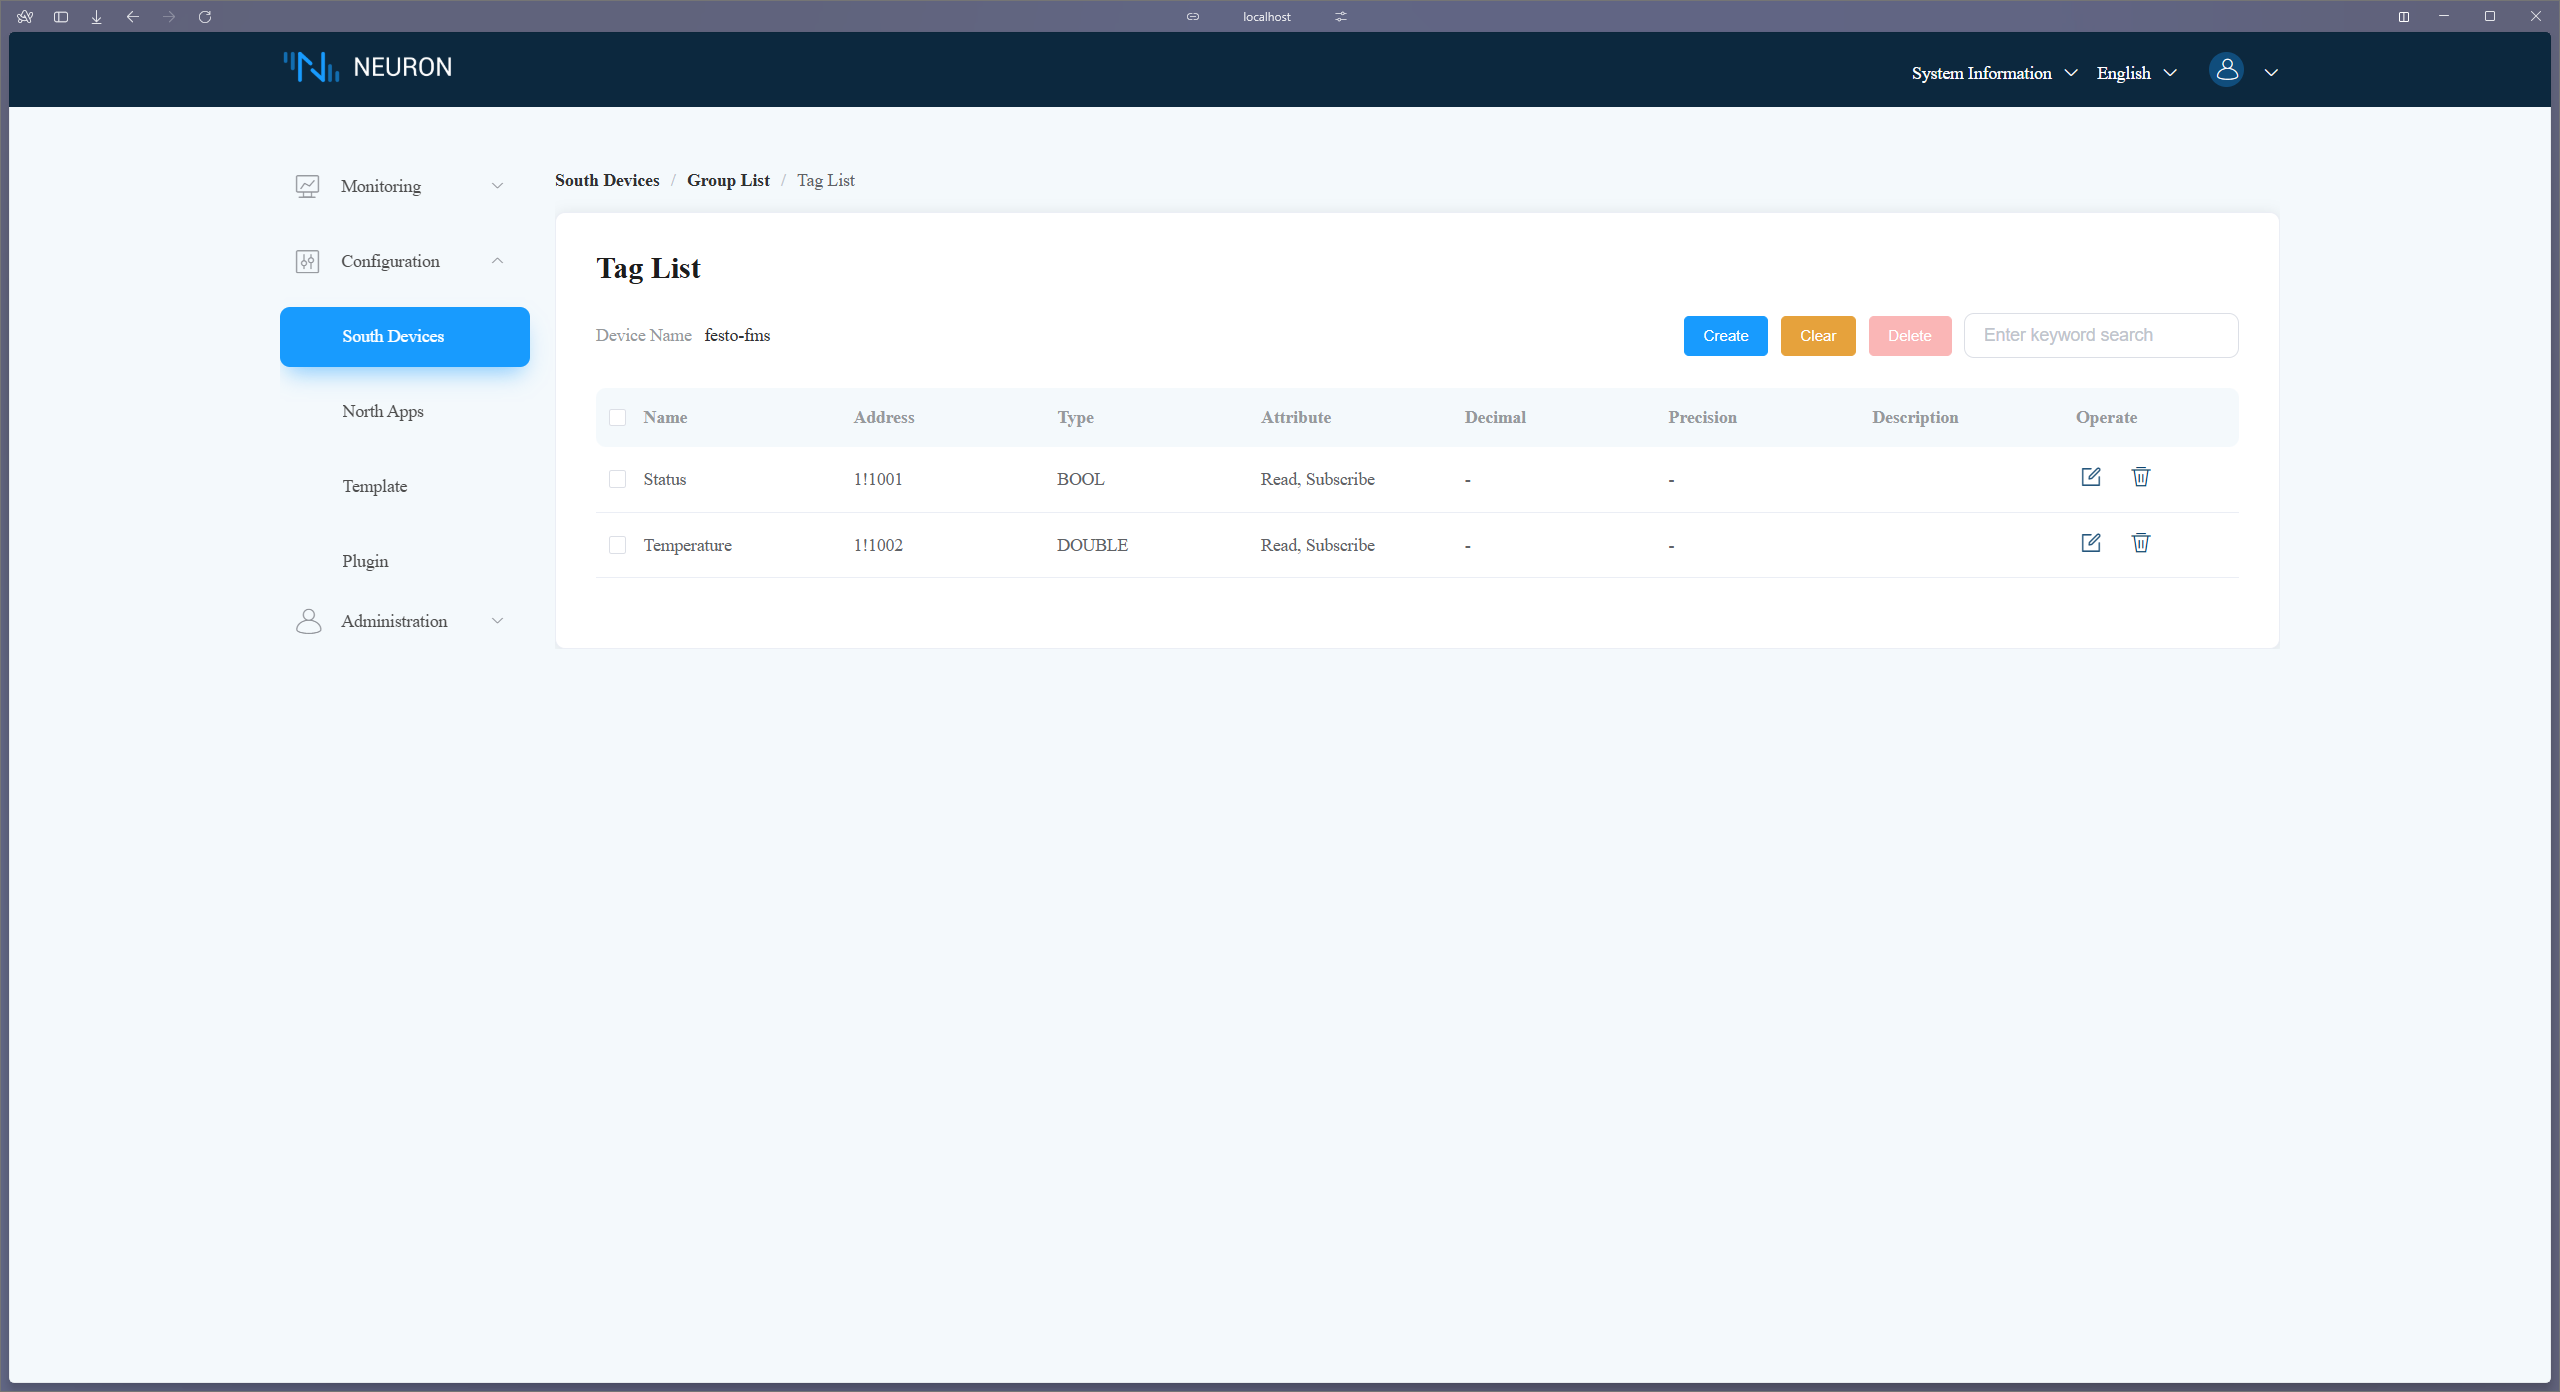 localhost
NEURON
System Information English
Monitoring
Configuration
South Devices
North Apps
Template
Plugin
Administration
South Devices / Group List / Tag List
Tag List
Device Name festo-fms
Create Clear Delete Enter keyword search
Name Address Type Attribute Decimal Precision Description Operate
Status 1!1001 BOOL Read, Subscribe - -
Temperature 1!1002 DOUBLE Read, Subscribe - -